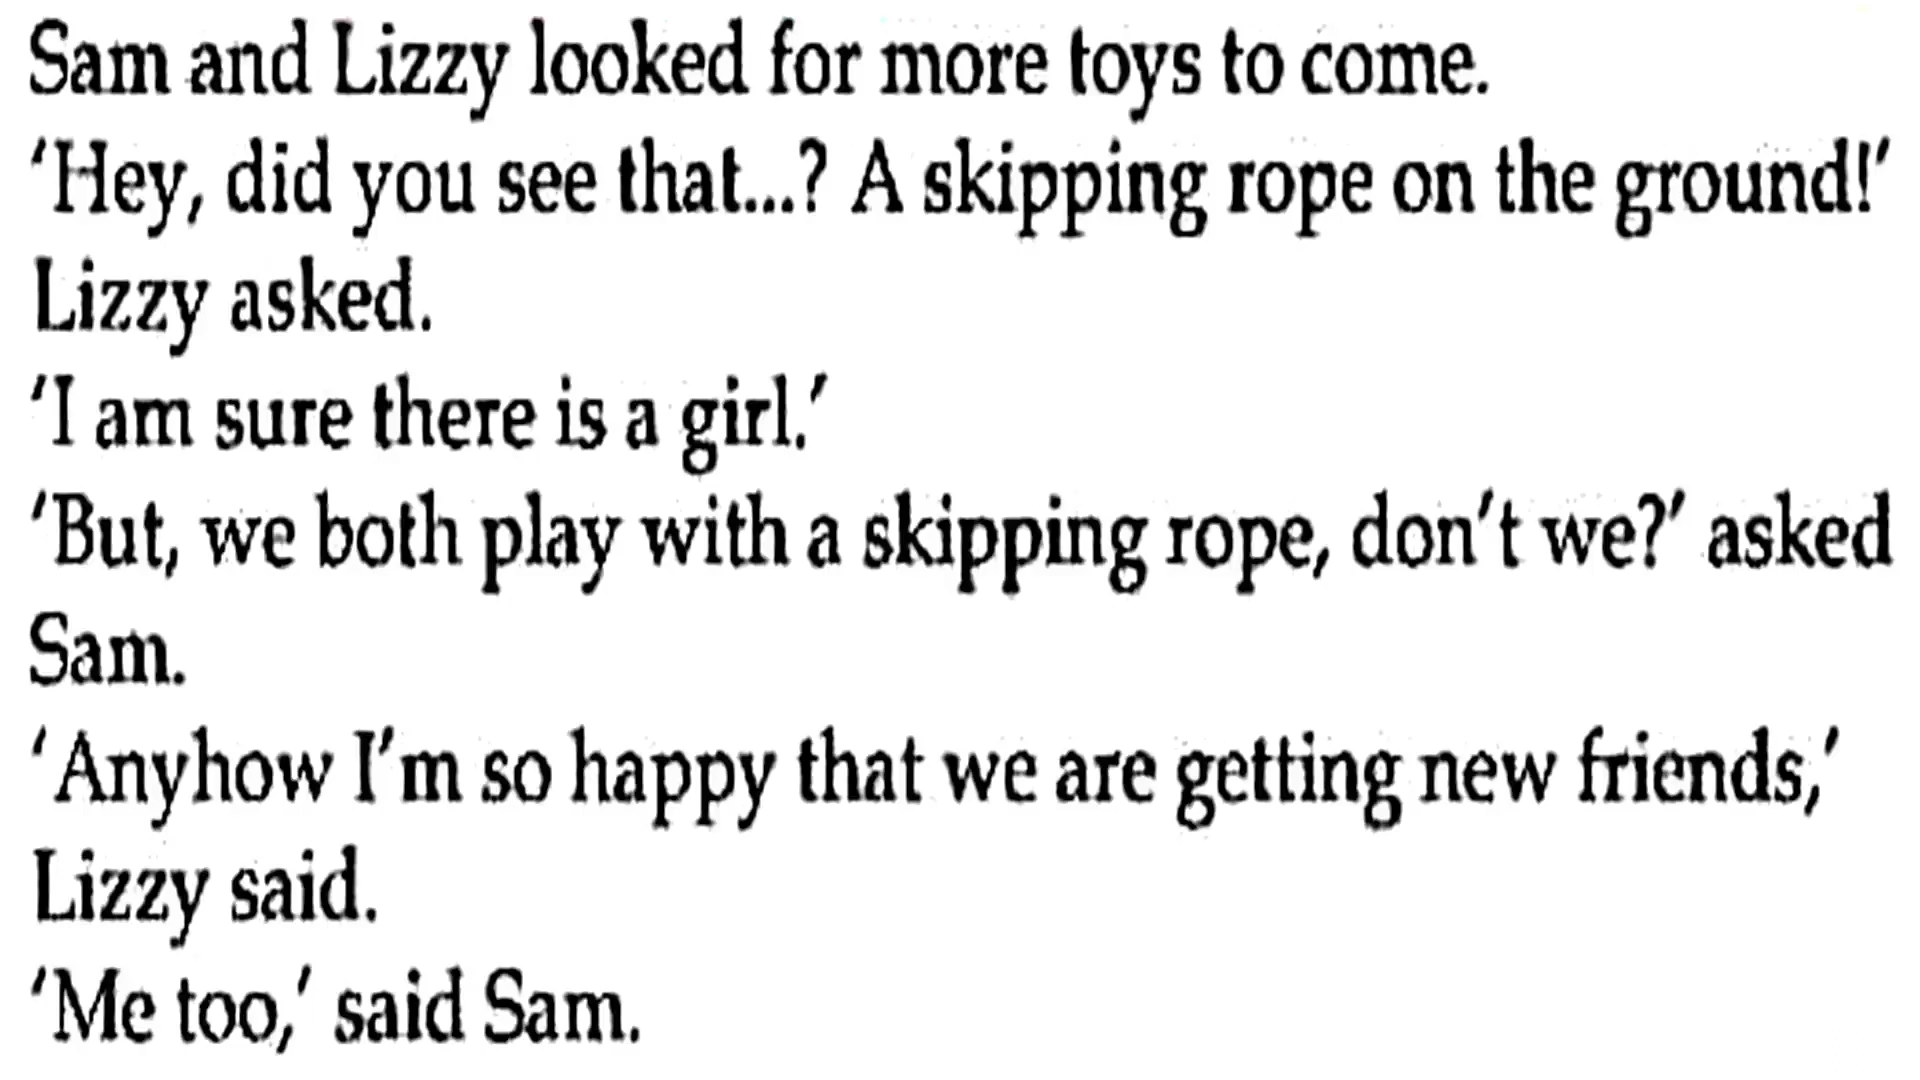 Sam and Lizzy looked for more toys to come.
‘Hey, did you see that...? A skipping rope on the ground!’
Lizzy asked.
‘I am sure there is a girl.’
‘But, we both play with a skipping rope, don’t we?’ asked
Sam.
‘Anyhow I’m so happy that we are getting new friends,’
Lizzy said.
‘Me too,’ said Sam.